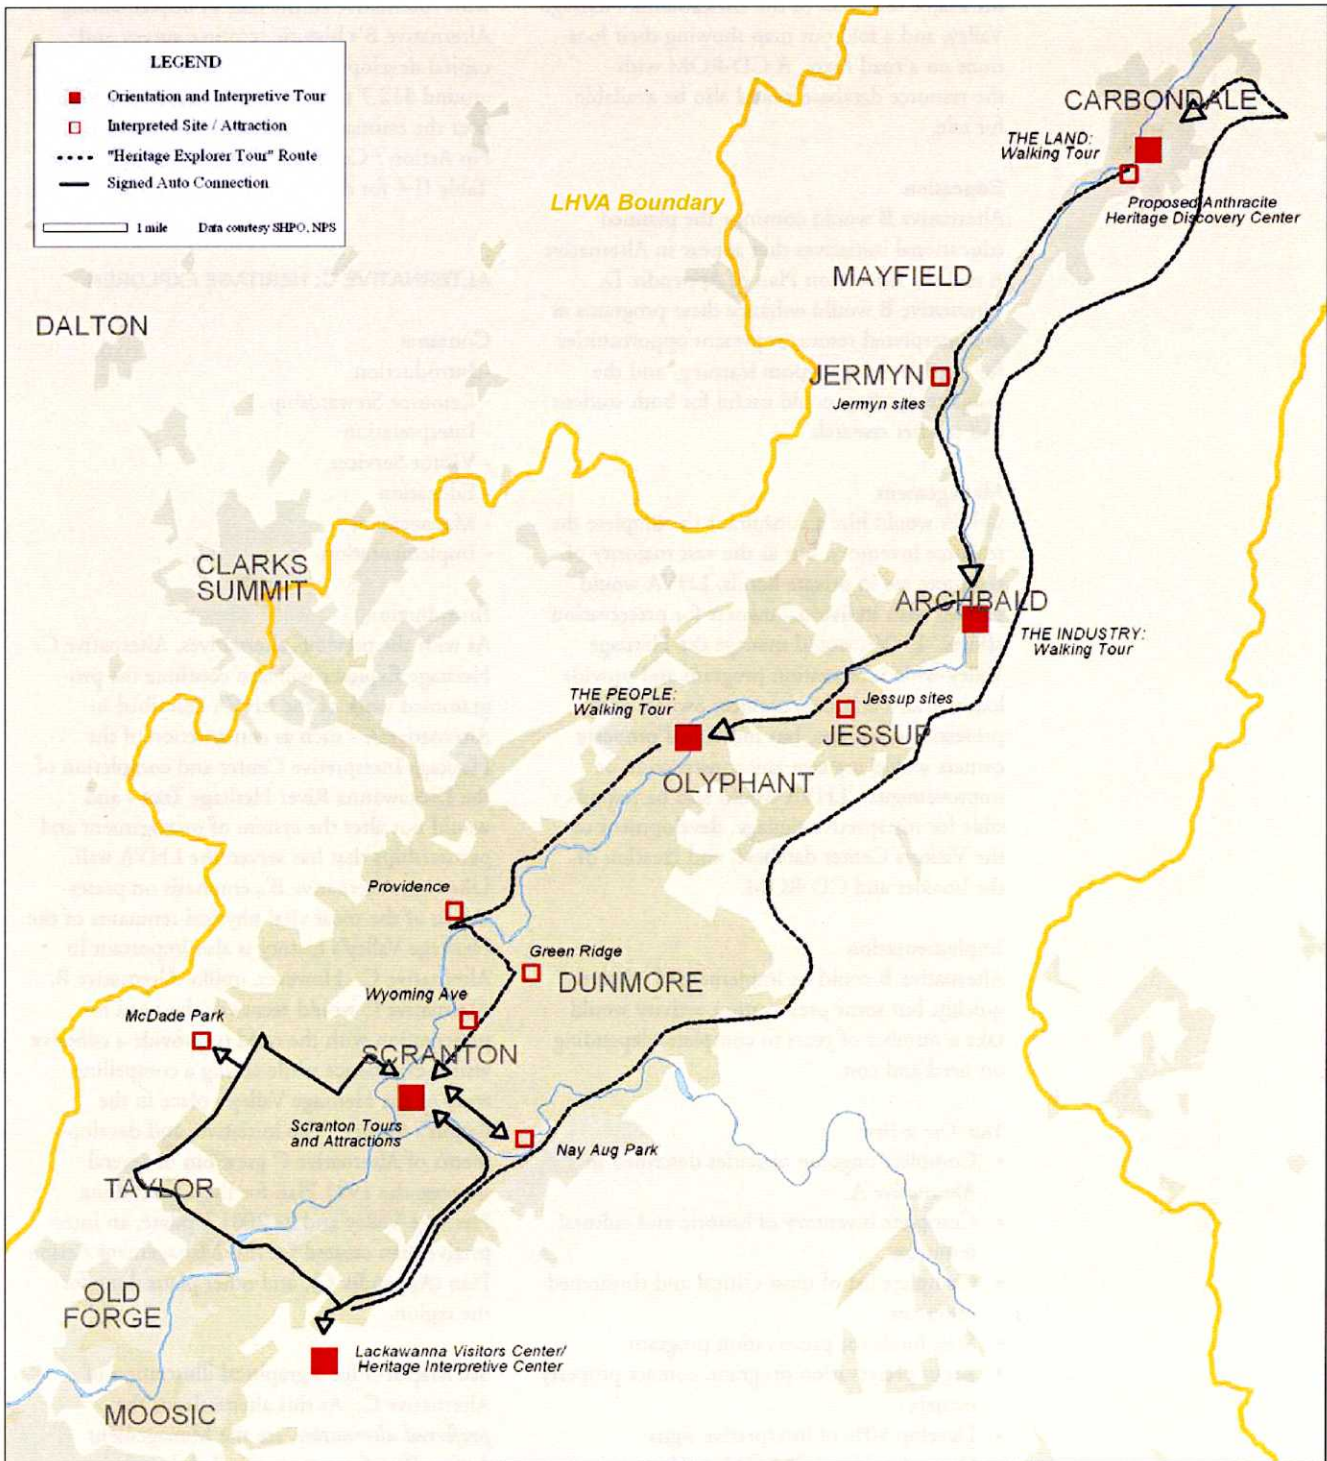 LEGEND
Orientation and Interpretive Tour
Interpreted Site / Attraction
"Heritage Explorer Tour" Route
Signed Auto Connection
1 mile Data courtesy SHPO, NPS
CARBONDALE
THE LAND:
Walking Tour
Proposed Anthracite
Heritage Discovery Center
LHVA Boundary
MAYFIELD
DALTON
JERMYN
Jermyn sites
CLARKS
SUMMIT
ARCHBALD
THE INDUSTRY:
Walking Tour
THE PEOPLE:
Walking Tour
Jessup sites
JESSUP
OLYPHANT
Providence
Green Ridge
DUNMORE
Wyoming Ave
McDade Park
SCRANTON
Scranton Tours
and Attractions
Nay Aug Park
TAYLOR
OLD
FORGE
Lackawanna Visitors Center/
Heritage Interpretive Center
MOOSIC